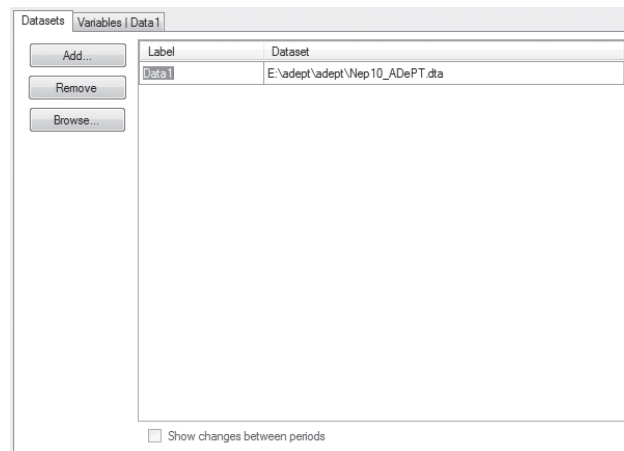 Datasets Variables | Data1
Add...
Remove
Browse...
Label Dataset
Data1 E:\adept\adept\Nep10_ADePT.dta
Show changes between periods